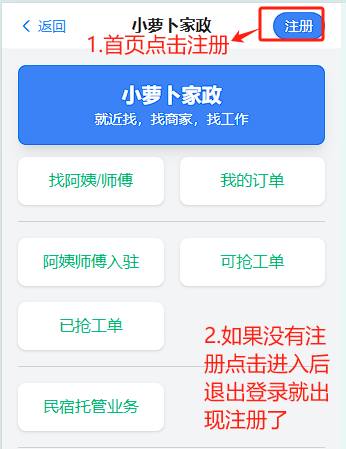 返回
小萝卜家政
注册
1.首页点击注册
小萝卜家政
就近找，找商家，找工作
找阿姨/师傅
我的订单
阿姨师傅入驻
可抢工单
已抢工单
2.如果没有注
册点击进入后
退出登录就出
现注册了
民宿托管业务